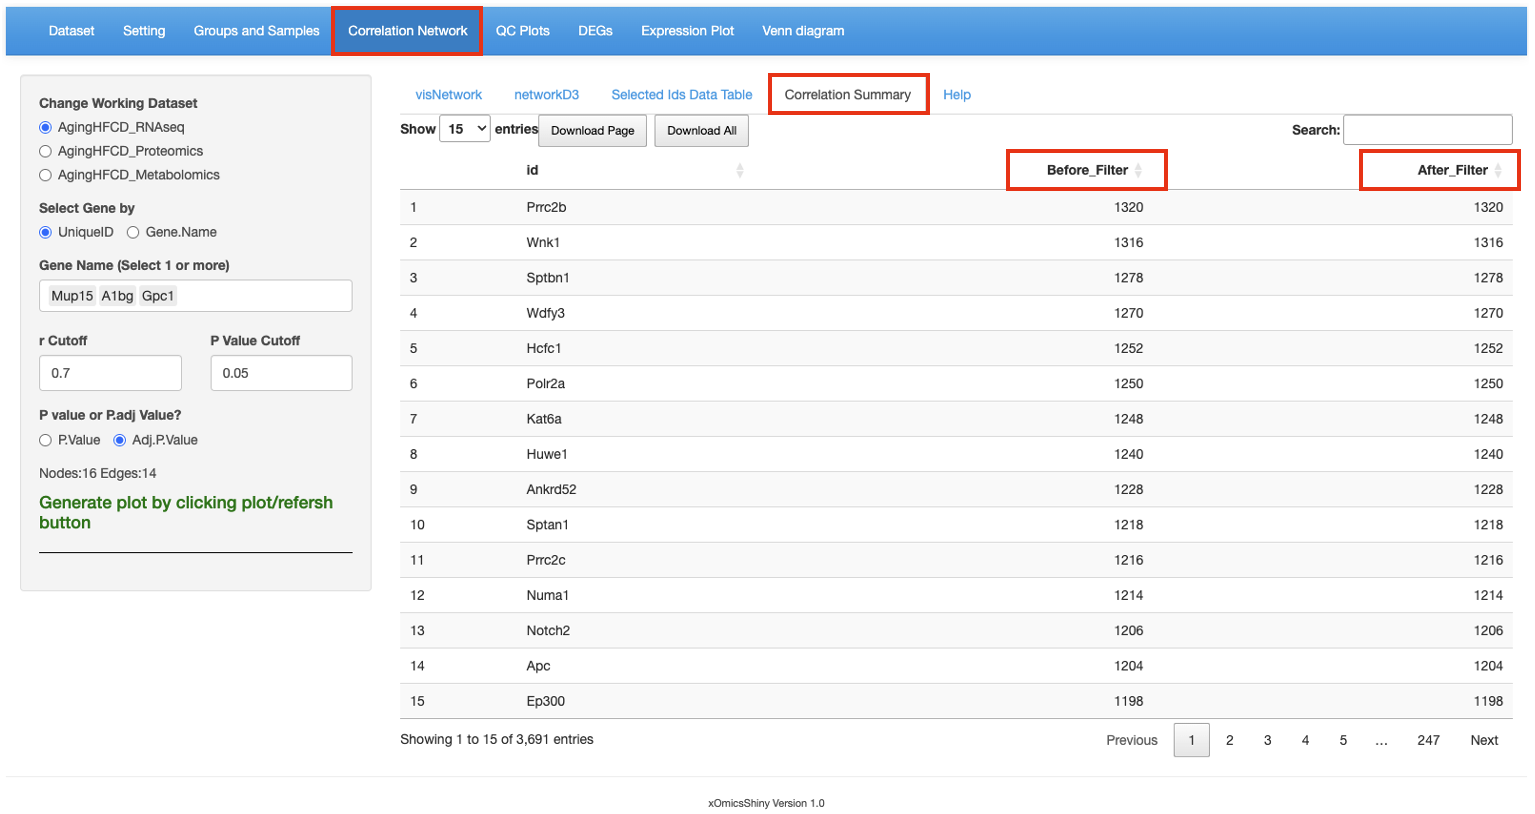 Dataset Setting Groups and Samples Correlation Network QC Plots DEGs Expression Plot Venn diagram
Change Working Dataset
AgingHFCD_RNAseq
AgingHFCD_Proteomics
AgingHFCD_Metabolomics
Select Gene by
UniqueID Gene.Name
Gene Name (Select 1 or more)
Mup15 A1bg Gpc1
r Cutoff P Value Cutoff
0.7 0.05
P value or P.adj Value?
P.Value Adj.P.Value
Nodes:16 Edges:14
Generate plot by clicking plot/refersh
button
visNetwork networkD3 Selected Ids Data Table Correlation Summary Help
Show 15 entries Download Page Download All Search:
id Before_Filter After_Filter
1 Prrc2b 1320 1320
2 Wnk1 1316 1316
3 Sptbn1 1278 1278
4 Wdfy3 1270 1270
5 Hcfc1 1252 1252
6 Polr2a 1250 1250
7 Kat6a 1248 1248
8 Huwe1 1240 1240
9 Ankrd52 1228 1228
10 Sptan1 1218 1218
11 Prrc2c 1216 1216
12 Numa1 1214 1214
13 Notch2 1206 1206
14 Apc 1204 1204
15 Ep300 1198 1198
Showing 1 to 15 of 3,691 entries Previous 1 2 3 4 5 … 247 Next
xOmicsShiny Version 1.0